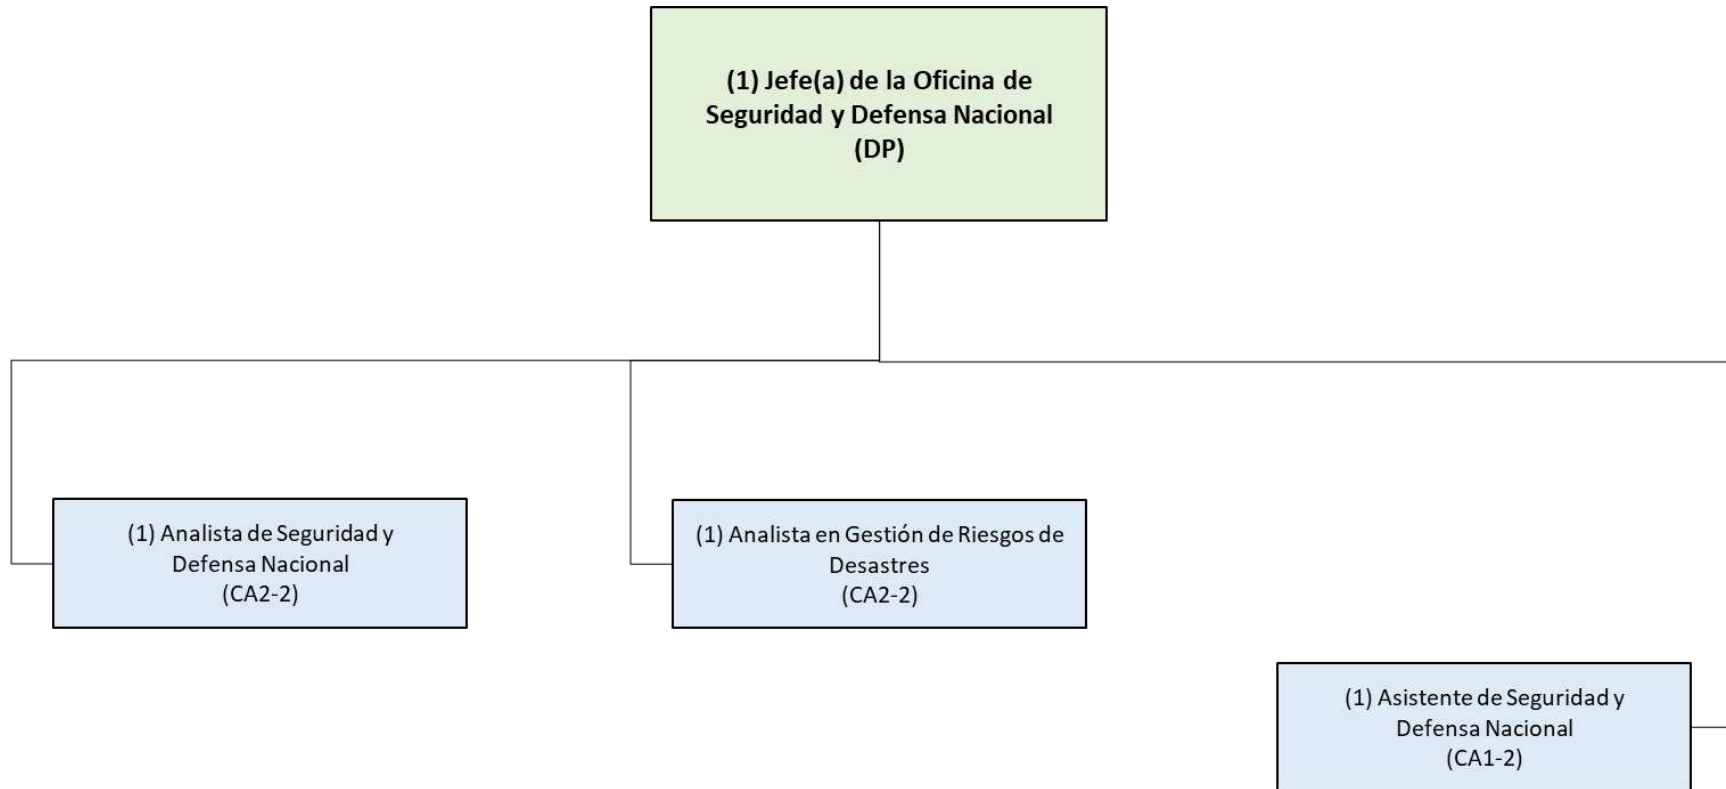 (1) Jefe(a) de la Oficina de
Seguridad y Defensa Nacional
(DP)
(1) Analista de Seguridad y
Defensa Nacional
(CA2-2)
(1) Analista en Gestión de Riesgos de
Desastres
(CA2-2)
(1) Asistente de Seguridad y
Defensa Nacional
(CA1-2)